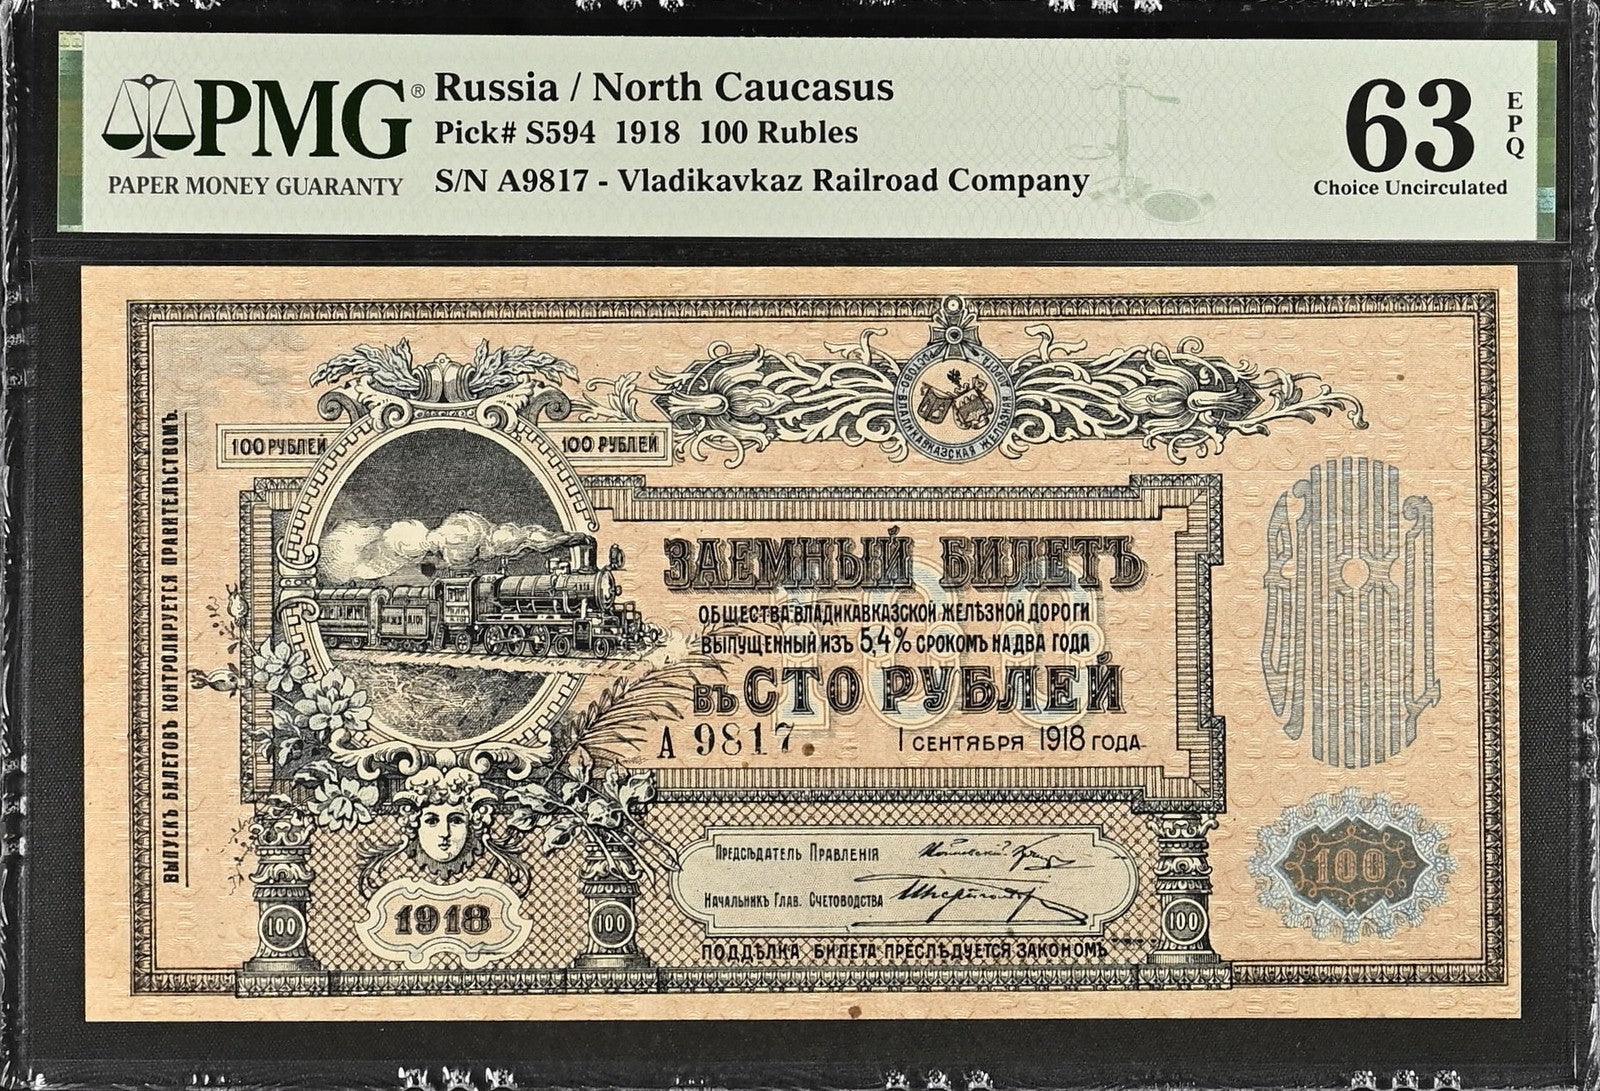 PMG®
PAPER MONEY GUARANTY
Russia / North Caucasus
Pick# S594 1918 100 Rubles
S/N A9817 - Vladikavkaz Railroad Company
63
EPQ
Choice Uncirculated
ВЫПУСКЪ БИЛЕТОВЪ КОНТРОЛИРУЕТСЯ ПРАВИТЕЛЬСТВОМЪ.
100 РУБЛЕЙ
100 РУБЛЕЙ
ВЛАДИКАВКАЗСКАЯ ЖЕЛѢЗН
ЗАЕМНЫЙ БИЛЕТЪ
ОБЩЕСТВА ВЛАДИКАВКАЗСКОЙ ЖЕЛѢЗНОЙ ДОРОГИ
ВЫПУЩЕННЫЙ ИЗЪ 5,4% СРОКОМЪ НА ДВА ГОДА
100
въ СТО РУБЛЕЙ
А 9817.
1 СЕНТЯБРЯ 1918 ГОДА.
ПРЕДСѢДАТЕЛЬ ПРАВЛЕНІЯ
НАЧАЛЬНИКЪ ГЛАВ. СЧЕТОВОДСТВА
100
1918
100
100
100
ПОДДѢЛКА БИЛЕТА ПРЕСЛѢДУЕТСЯ ЗАКОНОМЪ